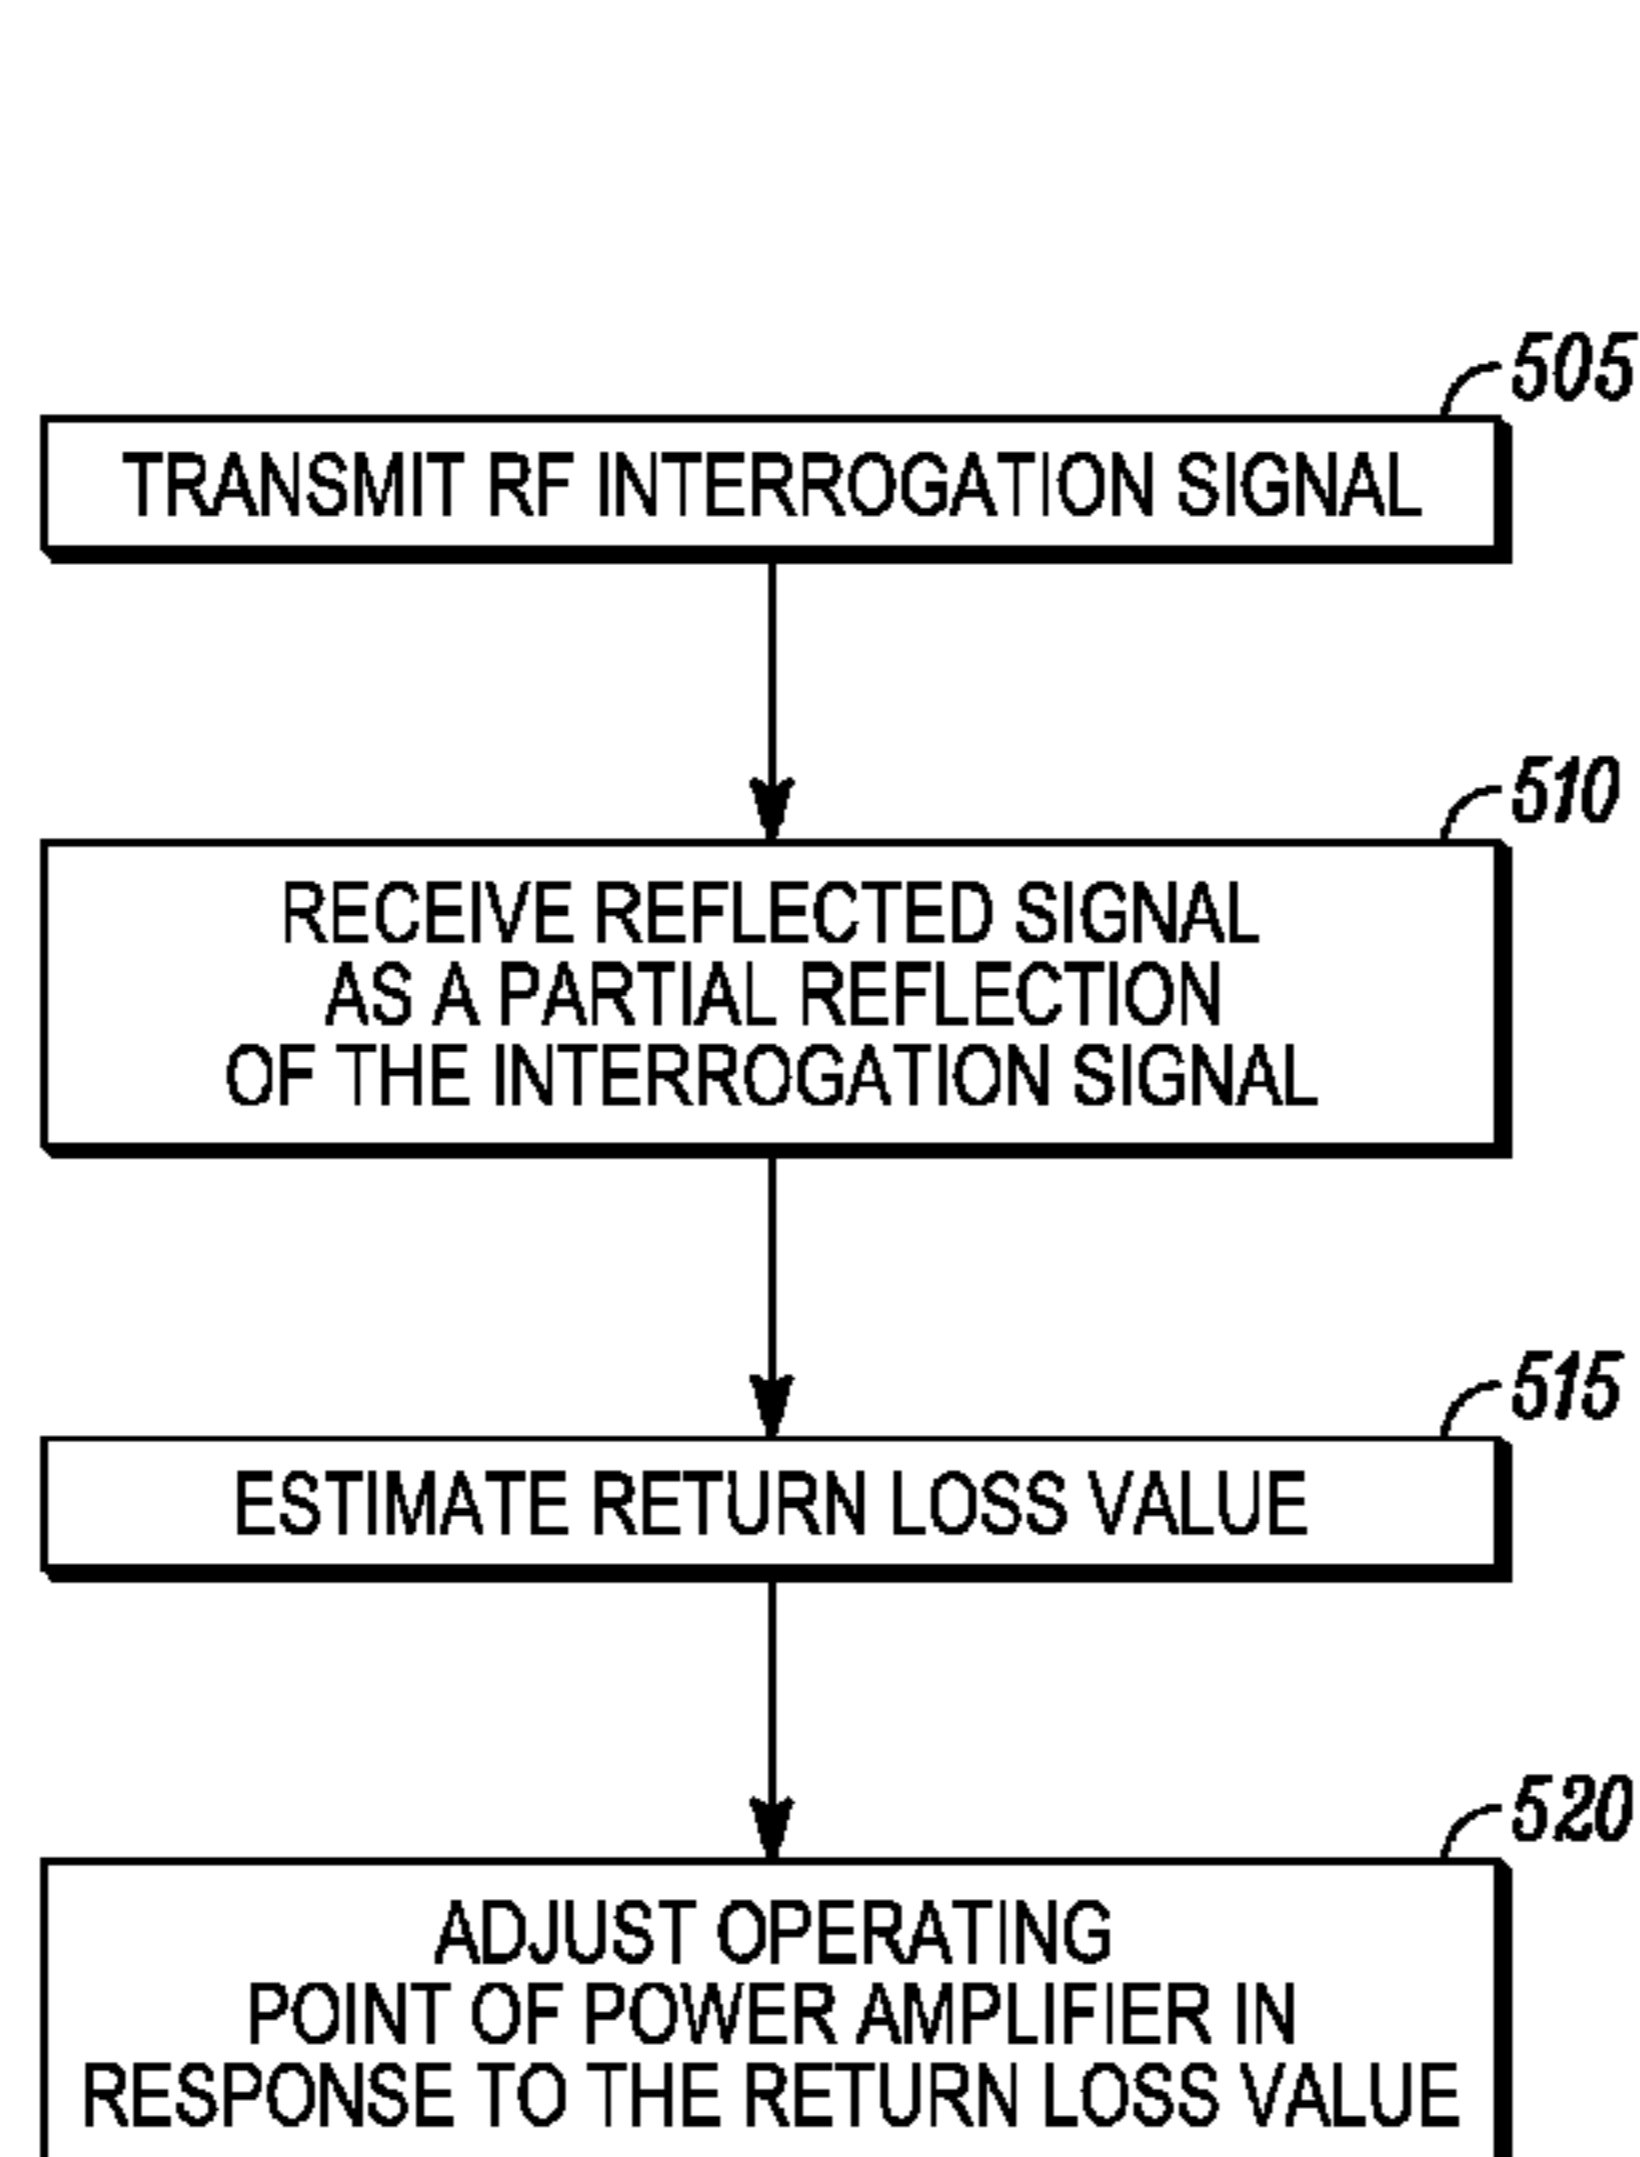 505
TRANSMIT RF INTERROGATION SIGNAL
510
RECEIVE REFLECTED SIGNAL
AS A PARTIAL REFLECTION
OF THE INTERROGATION SIGNAL
515
ESTIMATE RETURN LOSS VALUE
520
ADJUST OPERATING
POINT OF POWER AMPLIFIER IN
RESPONSE TO THE RETURN LOSS VALUE